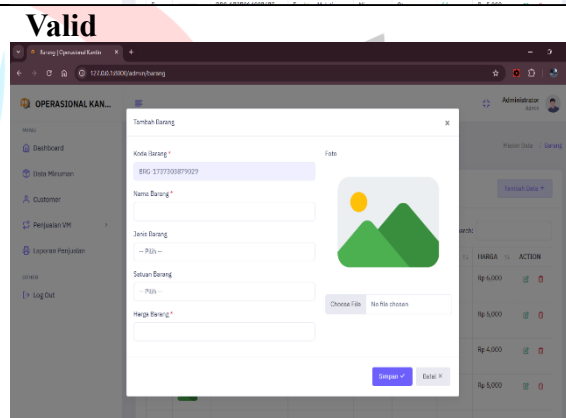 Valid
Barang | Operasional Kantin
127.0.0.1:8000/admin/barang
OPERASIONAL KAN...
Administrator
Admin
MENU
Dashboard
Data Minuman
Customer
Penjualan VM
Laporan Penjualan
OTHER
Log Out
Master Data
Barang
Tambah Data +
HARGA
ACTION
Rp 6,000
Rp 5,000
Rp 4,000
Rp 5,000
Tambah Barang
x
Kode Barang *
BRG-1737303879029
Nama Barang *
Jenis Barang
-- Pilih --
Satuan Barang
-- Pilih --
Harga Barang *
Foto
Choose File No file chosen
Simpan
Batal